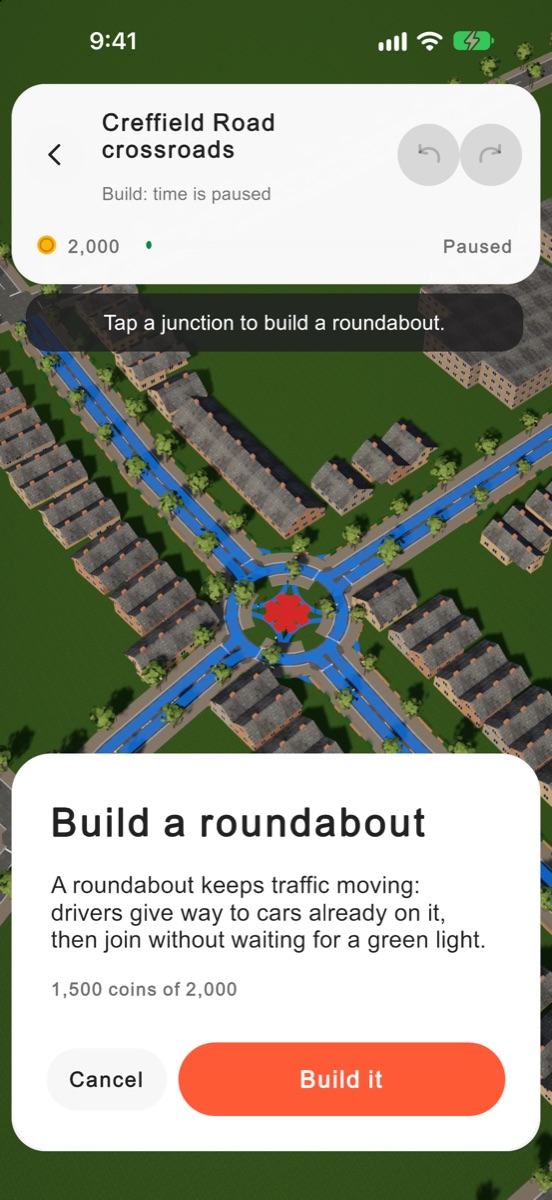 9:41
Creffield Road
crossroads
Build: time is paused
2,000
Paused
Tap a junction to build a roundabout.
Build a roundabout
A roundabout keeps traffic moving:
drivers give way to cars already on it,
then join without waiting for a green light.
1,500 coins of 2,000
Cancel
Build it